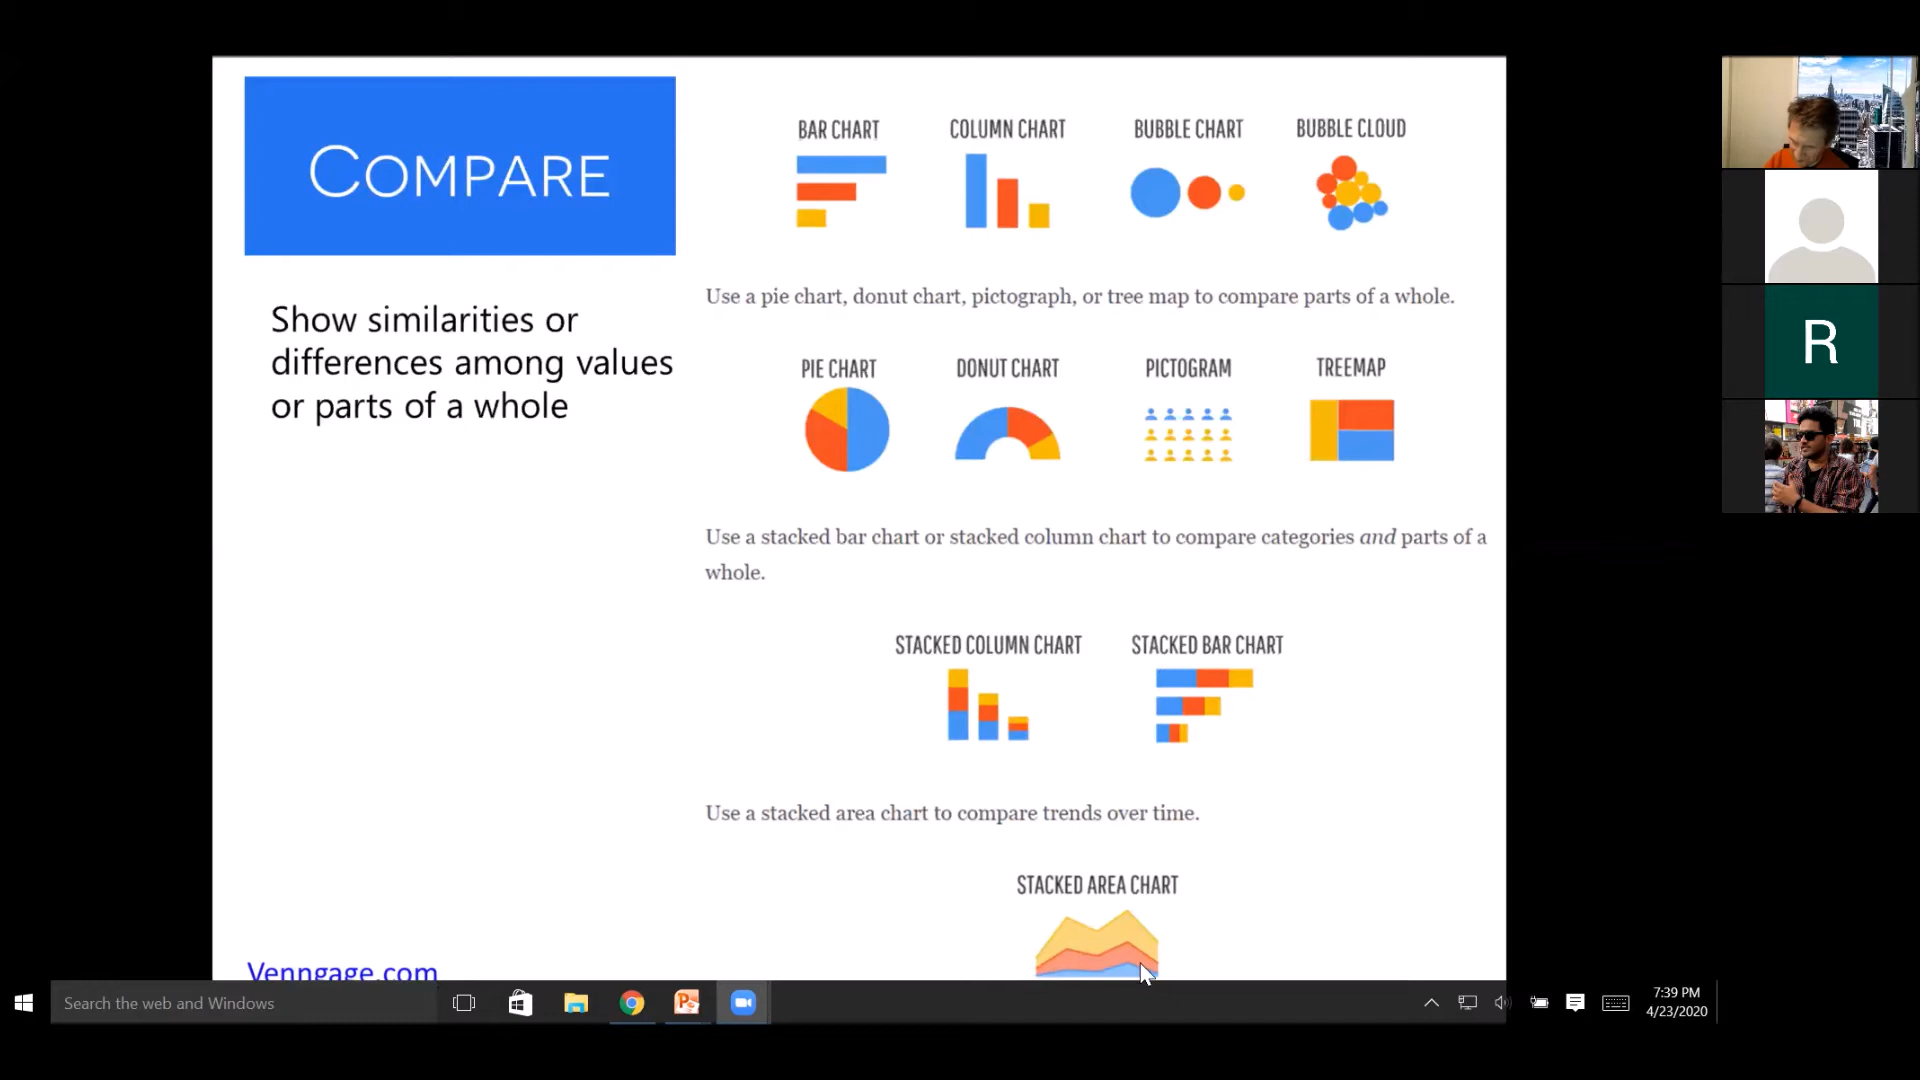 COMPARE
Show similarities or
differences among values
or parts of a whole
Venngage.com
BAR CHART COLUMN CHART BUBBLE CHART BUBBLE CLOUD
Use a pie chart, donut chart, pictograph, or tree map to compare parts of a whole.
PIE CHART DONUT CHART PICTOGRAM TREEMAP
Use a stacked bar chart or stacked column chart to compare categories and parts of a
whole.
STACKED COLUMN CHART STACKED BAR CHART
Use a stacked area chart to compare trends over time.
STACKED AREA CHART
R
Search the web and Windows
7:39 PM
4/23/2020